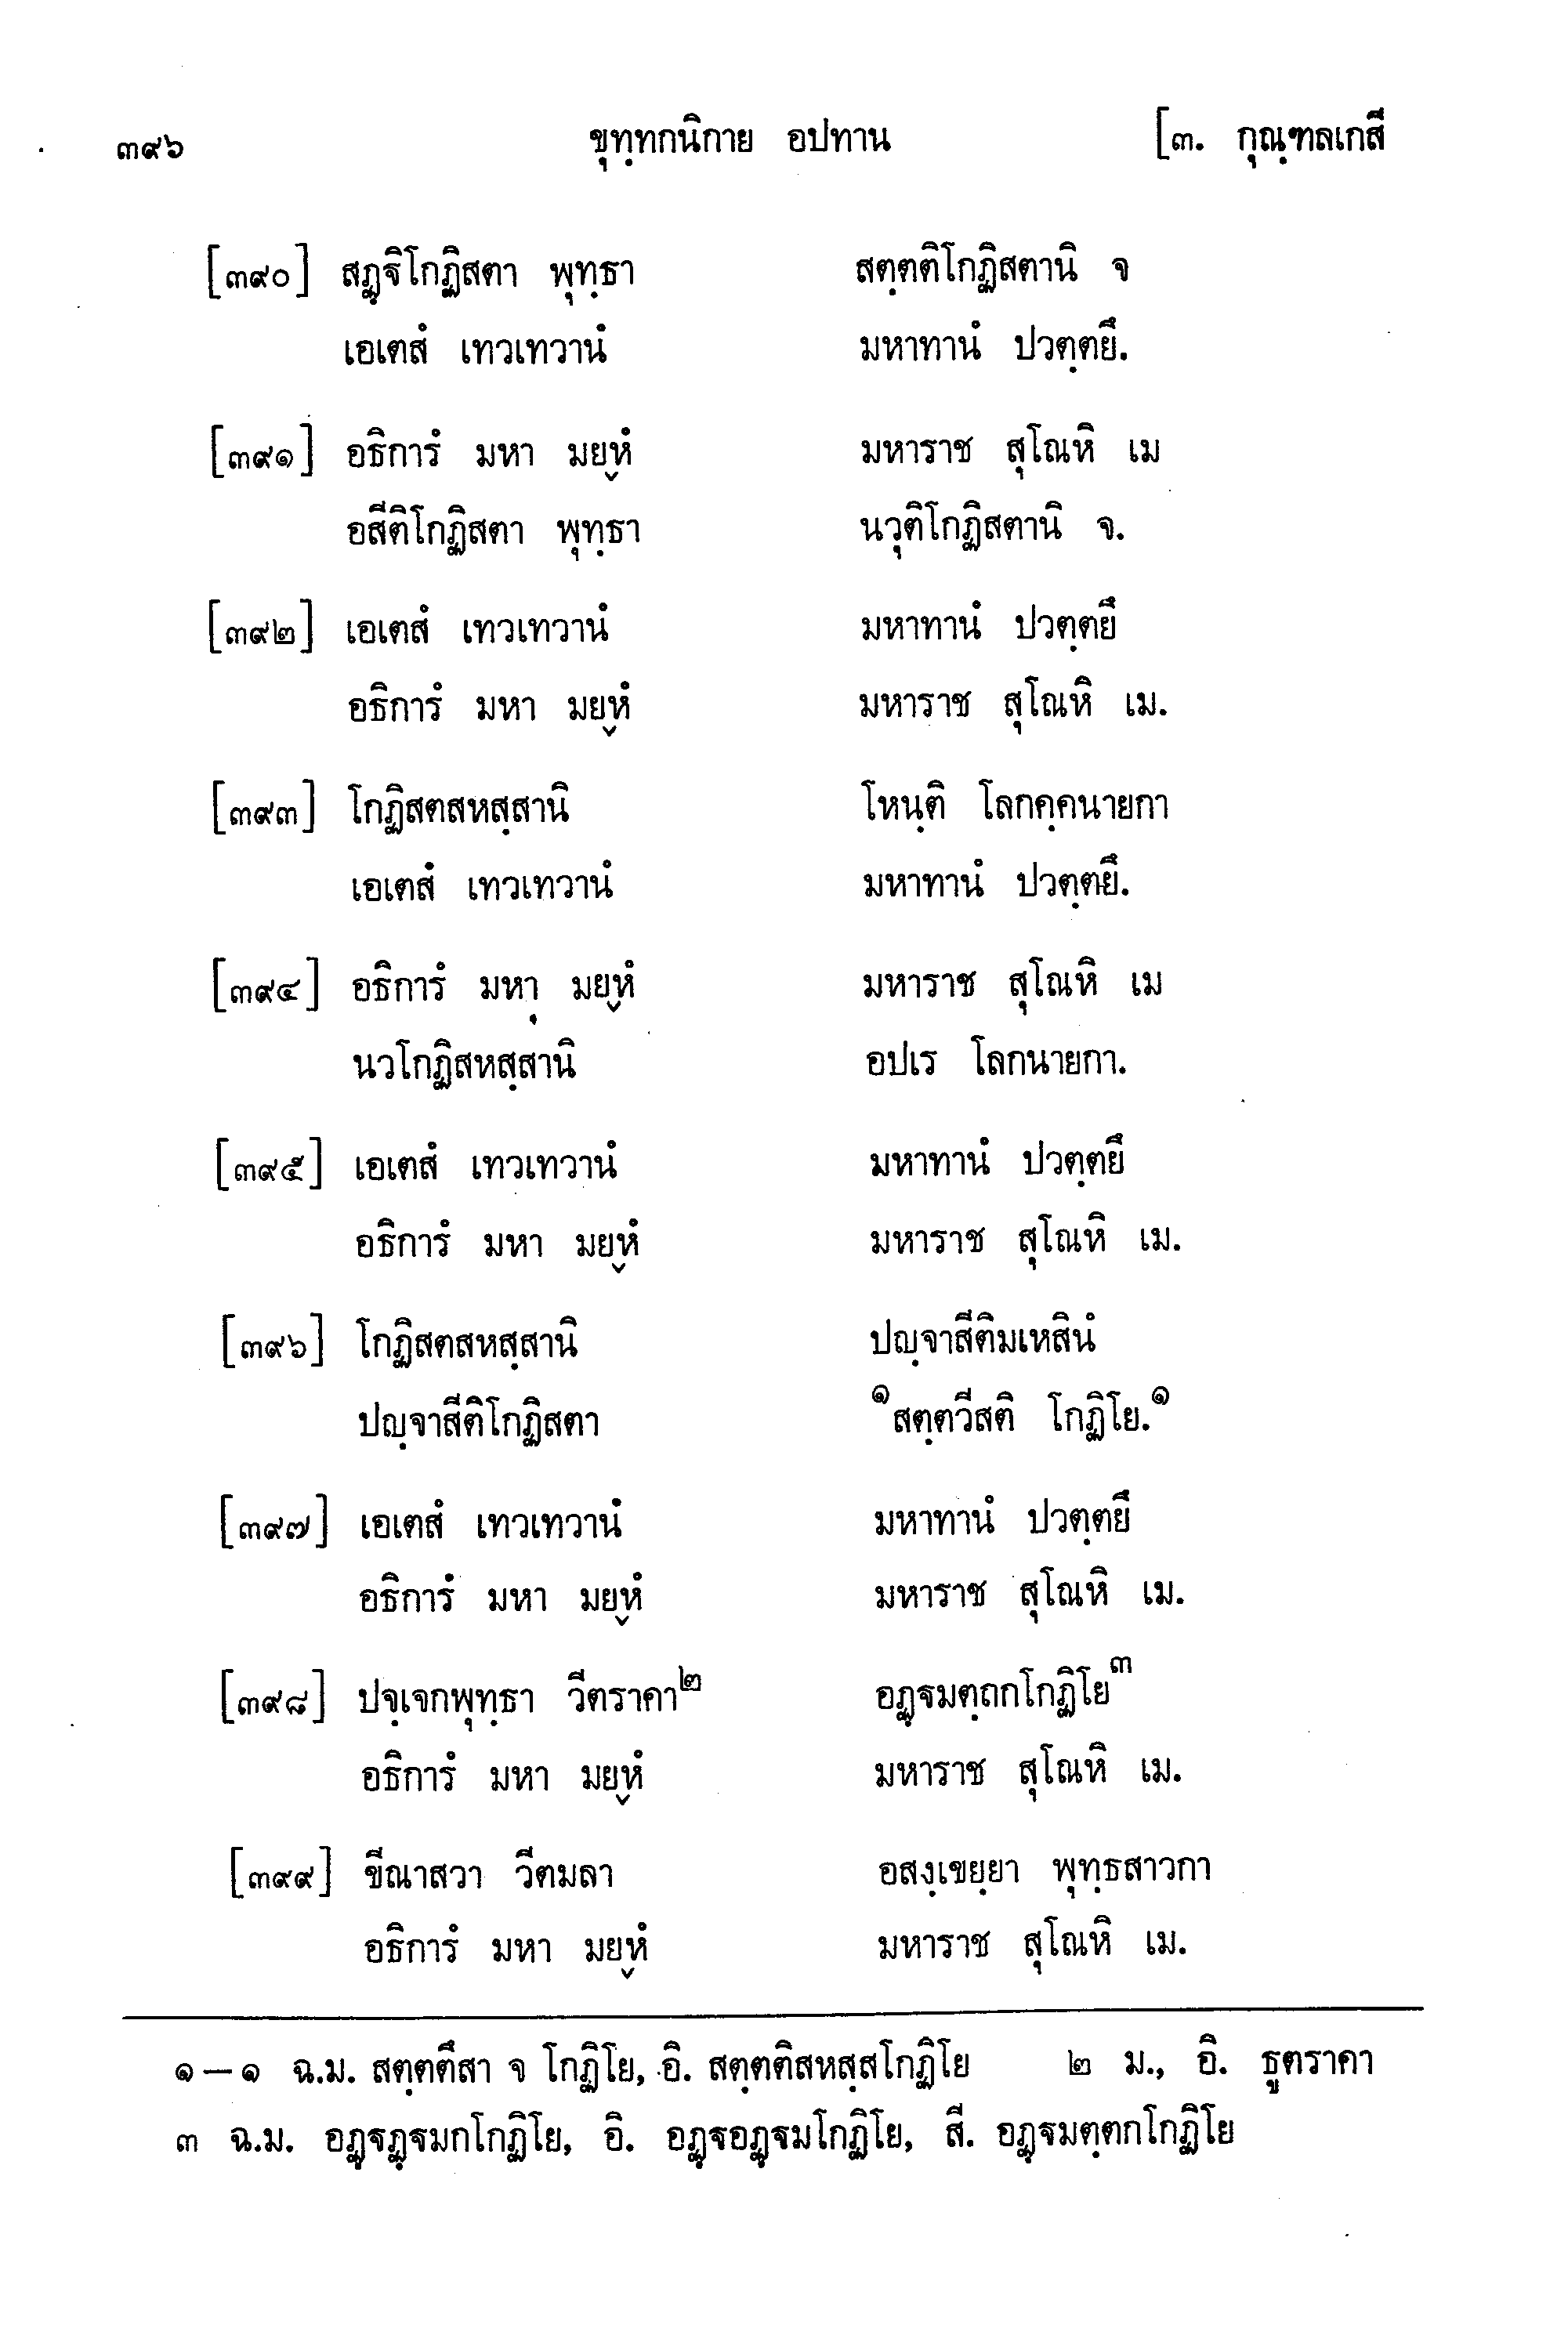 ๓๙๖ ขุทฺทกนิกาย อปทาน [๓. กุณฺฑลเกสี
[๓๙๐] สฏฺฐิโกฏิสตา พุทฺธา สตฺตติโกฏิสตานิ จ
เอเตสํ เทวเทวานํ มหาทานํ ปวตฺตยึ.
[๓๙๑] อธิการํ มหา มยฺหํ มหาราช สุโณหิ เม
อสีติโกฏิสตา พุทฺธา นวุติโกฏิสตานิ จ.
[๓๙๒] เอเตสํ เทวเทวานํ มหาทานํ ปวตฺตยึ
อธิการํ มหา มยฺหํ มหาราช สุโณหิ เม.
[๓๙๓] โกฏิสตสหสฺสานิ โหนฺติ โลกคฺคนายกา
เอเตสํ เทวเทวานํ มหาทานํ ปวตฺตยึ.
[๓๙๔] อธิการํ มหา มยฺหํ มหาราช สุโณหิ เม
นวโกฏิสหสฺสานิ อปเร โลกนายกา.
[๓๙๕] เอเตสํ เทวเทวานํ มหาทานํ ปวตฺตยึ
อธิการํ มหา มยฺหํ มหาราช สุโณหิ เม.
[๓๙๖] โกฏิสตสหสฺสานิ ปญฺจาสีติมเหสินํ
ปญฺจาสีติโกฏิสตา ๑สตฺตวีสติ โกฏิโย.๑
[๓๙๗] เอเตสํ เทวเทวานํ มหาทานํ ปวตฺตยึ
อธิการํ มหา มยฺหํ มหาราช สุโณหิ เม.
[๓๙๘] ปจฺเจกพุทฺธา วีตราคา๒ อฏฺฐมตฺถกโกฏิโย๓
อธิการํ มหา มยฺหํ มหาราช สุโณหิ เม.
[๓๙๙] ขีณาสวา วีตมลา อสงฺเขยฺยา พุทฺธสาวกา
อธิการํ มหา มยฺหํ มหาราช สุโณหิ เม.
๑–๑ ฉ.ม. สตฺตตึสา จ โกฏิโย, อิ. สตฺตติสหสฺสโกฏิโย ๒ ม., อิ. ธูตราคา
๓ ฉ.ม. อฏฺฐฏฺฐมกโกฏิโย, อิ. อฏฺฐอฏฺฐมโกฏิโย, สี. อฏฺฐมตฺตกโกฏิโย